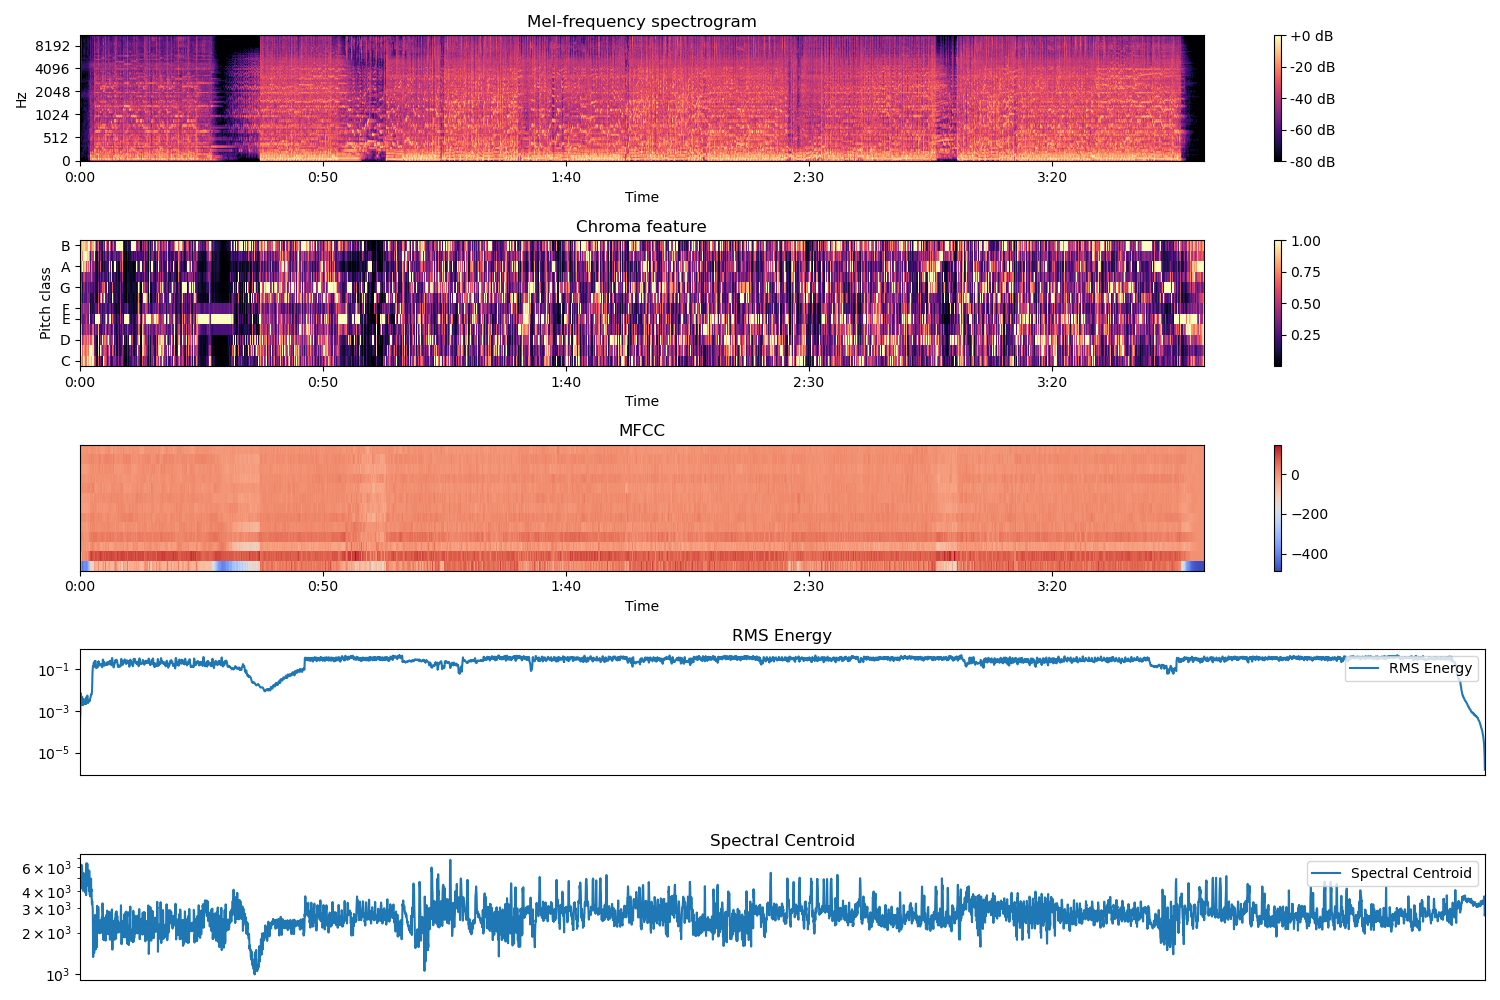 Mel-frequency spectrogram
Hz
8192
4096
2048
1024
512
0
0:00 0:50 1:40 2:30 3:20
Time
+0 dB
-20 dB
-40 dB
-60 dB
-80 dB
Chroma feature
Pitch class
B
A
G
F
E
D
C
0:00 0:50 1:40 2:30 3:20
Time
1.00
0.75
0.50
0.25
MFCC
0:00 0:50 1:40 2:30 3:20
Time
0
−200
−400
RMS Energy
10⁻¹
10⁻³
10⁻⁵
RMS Energy
Spectral Centroid
6 × 10³
4 × 10³
3 × 10³
2 × 10³
10³
Spectral Centroid